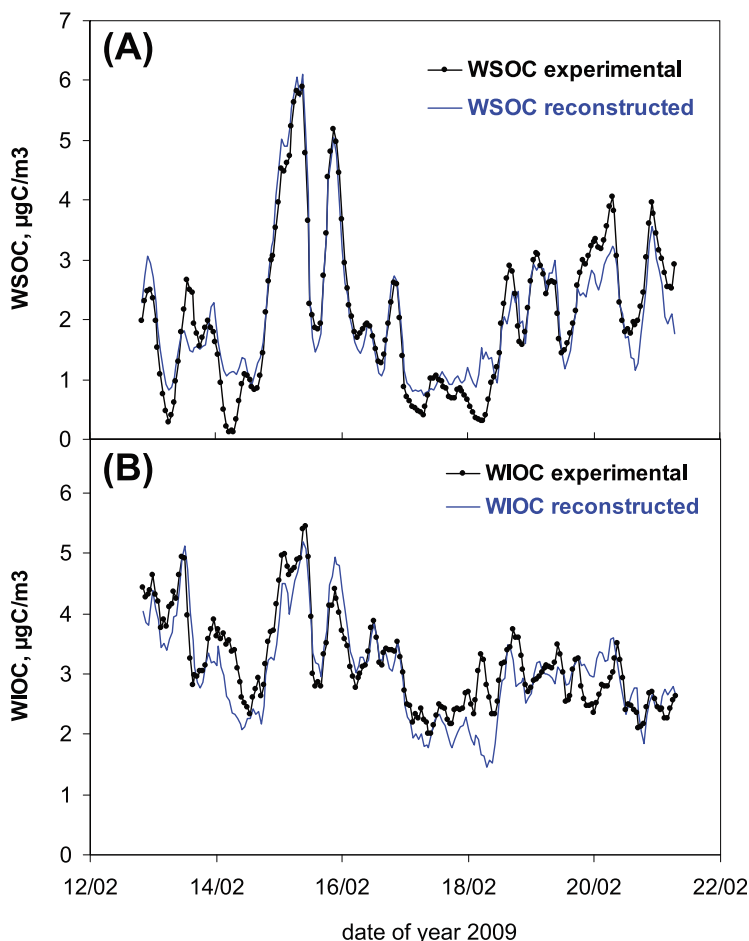 7
(A)
WSOC experimental
6
WSOC reconstructed
5
4
3
2
1
0
WSOC, µgC/m3
(B)
WIOC experimental
6
WIOC reconstructed
5
4
3
2
1
0
WIOC, µgC/m3
12/02 14/02 16/02 18/02 20/02 22/02
date of year 2009